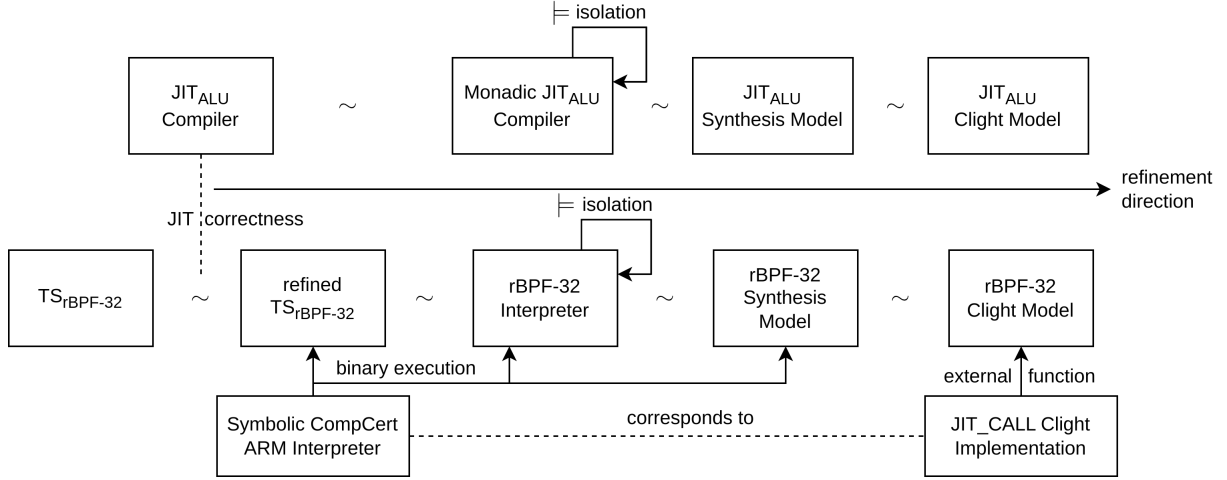 ⊨ isolation
JIT_ALU
Compiler
~
Monadic JIT_ALU
Compiler
~
JIT_ALU
Synthesis Model
~
JIT_ALU
Clight Model
refinement
direction
JIT correctness
⊨ isolation
TS_rBPF-32
~
refined
TS_rBPF-32
~
rBPF-32
Interpreter
~
rBPF-32
Synthesis
Model
~
rBPF-32
Clight Model
binary execution
external function
Symbolic CompCert
ARM Interpreter
corresponds to
JIT_CALL Clight
Implementation